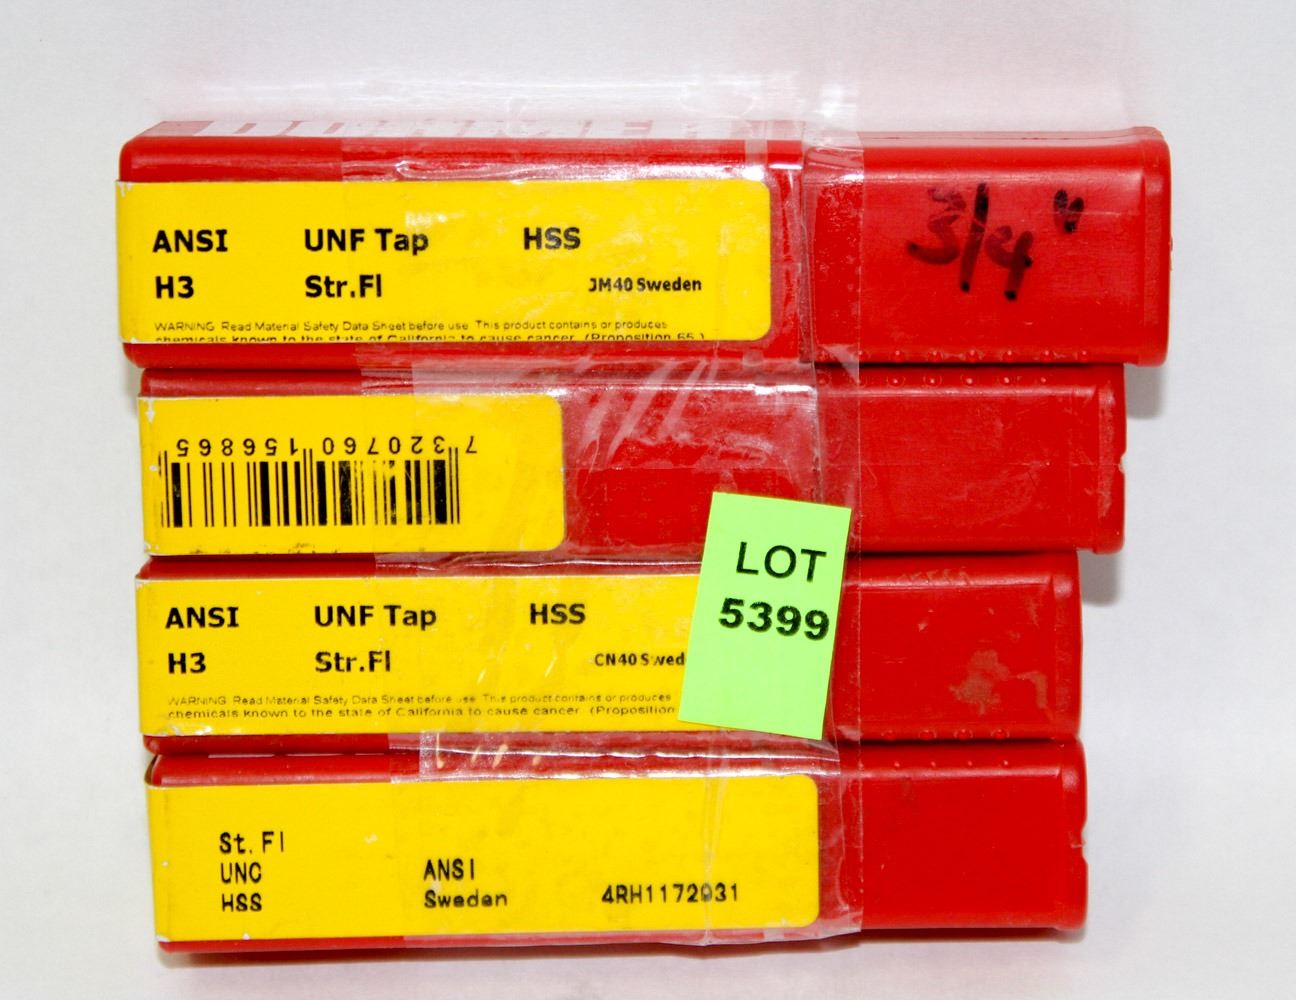 DORMER
ANSI UNF Tap HSS
H3 Str.Fl JM40 Sweden
WARNING Read Material Safety Data Sheet before use This product contains or produces
chemicals known to the state of California to cause cancer. (Proposition 65.)
3/4"
7 320760 156865
LOT
5399
ANSI UNF Tap HSS
H3 Str.Fl CN40 Swed
WARNING Read Material Safety Data Sheet before use This product contains or produces
chemicals known to the state of California to cause cancer (Proposition
St. Fl
UNC ANSI
HSS Sweden 4RH1172931